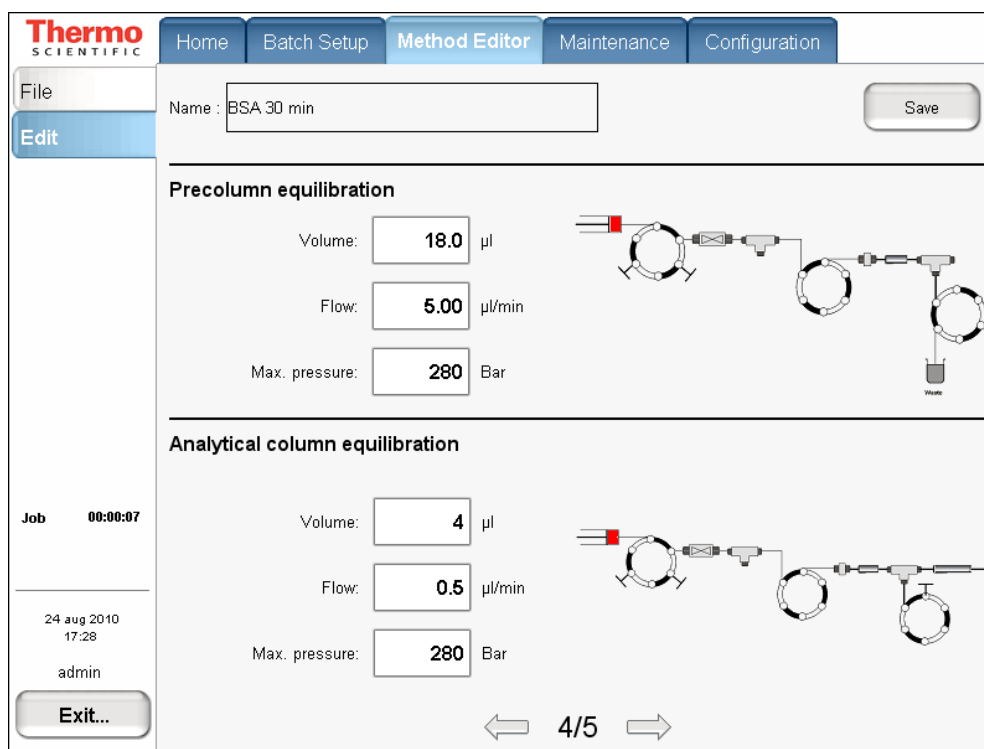 Thermo
SCIENTIFIC
Home
Batch Setup
Method Editor
Maintenance
Configuration
File
Edit
Name : BSA 30 min
Save
Precolumn equilibration
Volume: 18.0 µl
Flow: 5.00 µl/min
Max. pressure: 280 Bar
Waste
Analytical column equilibration
Volume: 4 µl
Flow: 0.5 µl/min
Max. pressure: 280 Bar
Job 00:00:07
24 aug 2010
17:28
admin
Exit...
4/5